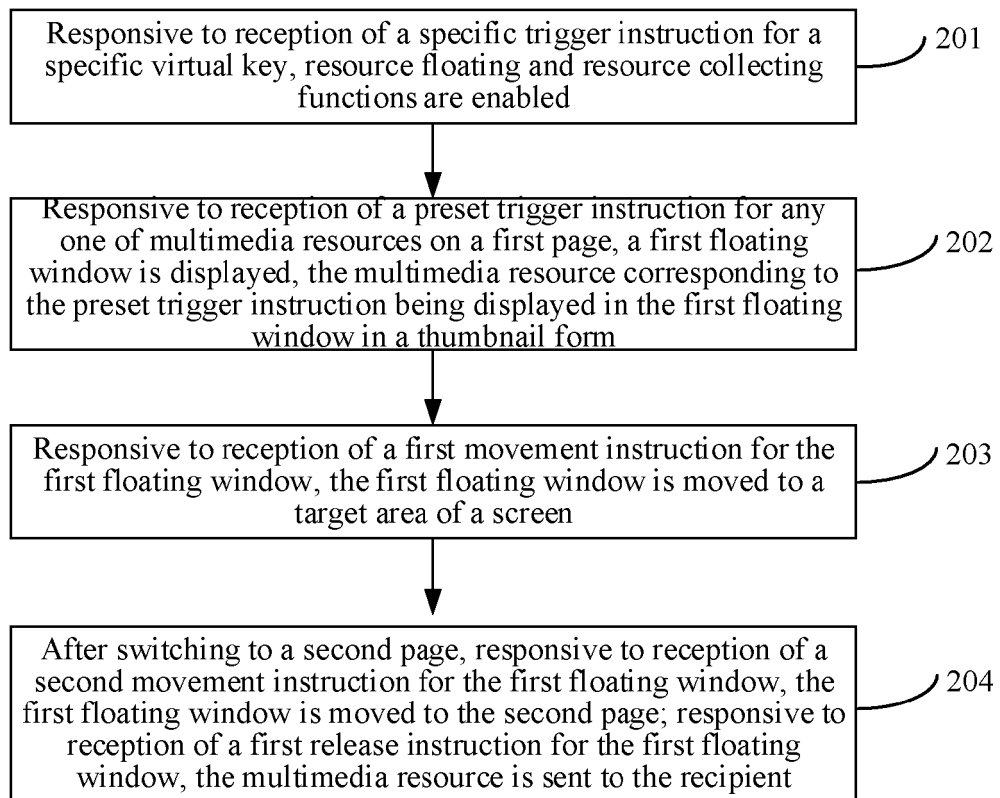 Responsive to reception of a specific trigger instruction for a
specific virtual key, resource floating and resource collecting
functions are enabled
201
Responsive to reception of a preset trigger instruction for any
one of multimedia resources on a first page, a first floating
window is displayed, the multimedia resource corresponding to
the preset trigger instruction being displayed in the first floating
window in a thumbnail form
202
Responsive to reception of a first movement instruction for the
first floating window, the first floating window is moved to a
target area of a screen
203
After switching to a second page, responsive to reception of a
second movement instruction for the first floating window, the
first floating window is moved to the second page; responsive to
reception of a first release instruction for the first floating
window, the multimedia resource is sent to the recipient
204